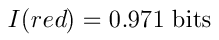 I(red) = 0.971 bits